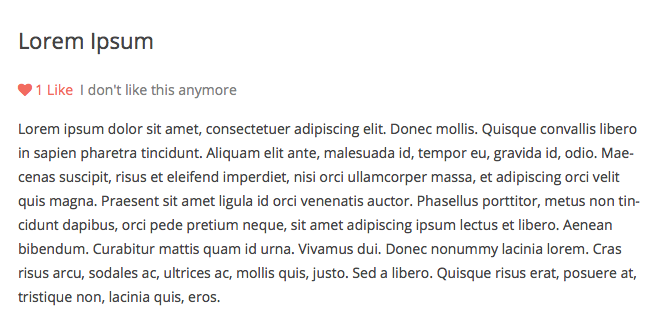 Lorem Ipsum
1 Like I don't like this anymore
Lorem ipsum dolor sit amet, consectetuer adipiscing elit. Donec mollis. Quisque convallis libero
in sapien pharetra tincidunt. Aliquam elit ante, malesuada id, tempor eu, gravida id, odio. Mae-
cenas suscipit, risus et eleifend imperdiet, nisi orci ullamcorper massa, et adipiscing orci velit
quis magna. Praesent sit amet ligula id orci venenatis auctor. Phasellus porttitor, metus non tin-
cidunt dapibus, orci pede pretium neque, sit amet adipiscing ipsum lectus et libero. Aenean
bibendum. Curabitur mattis quam id urna. Vivamus dui. Donec nonummy lacinia lorem. Cras
risus arcu, sodales ac, ultrices ac, mollis quis, justo. Sed a libero. Quisque risus erat, posuere at,
tristique non, lacinia quis, eros.